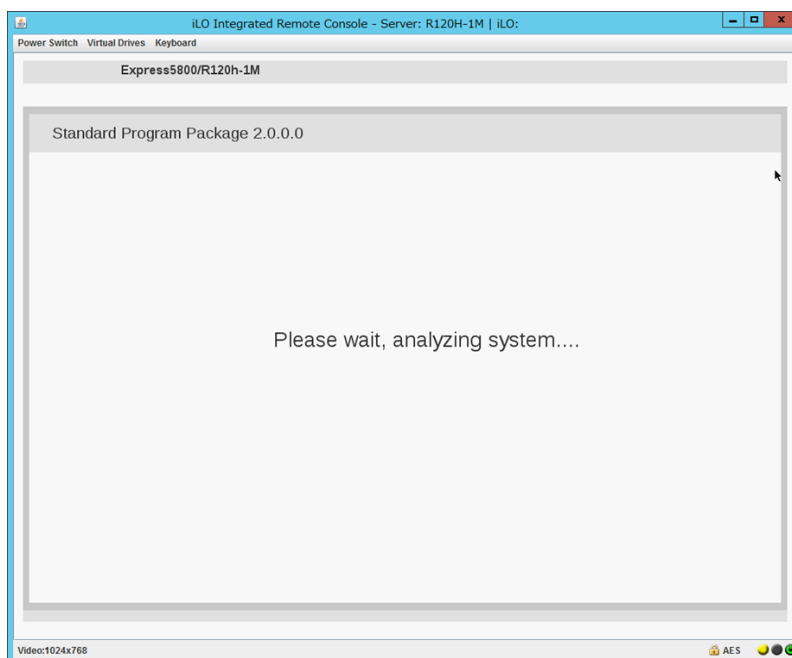 iLO Integrated Remote Console - Server: R120H-1M | iLO:
Power Switch Virtual Drives Keyboard
Express5800/R120h-1M
Standard Program Package 2.0.0.0
Please wait, analyzing system....
Video:1024x768 AES